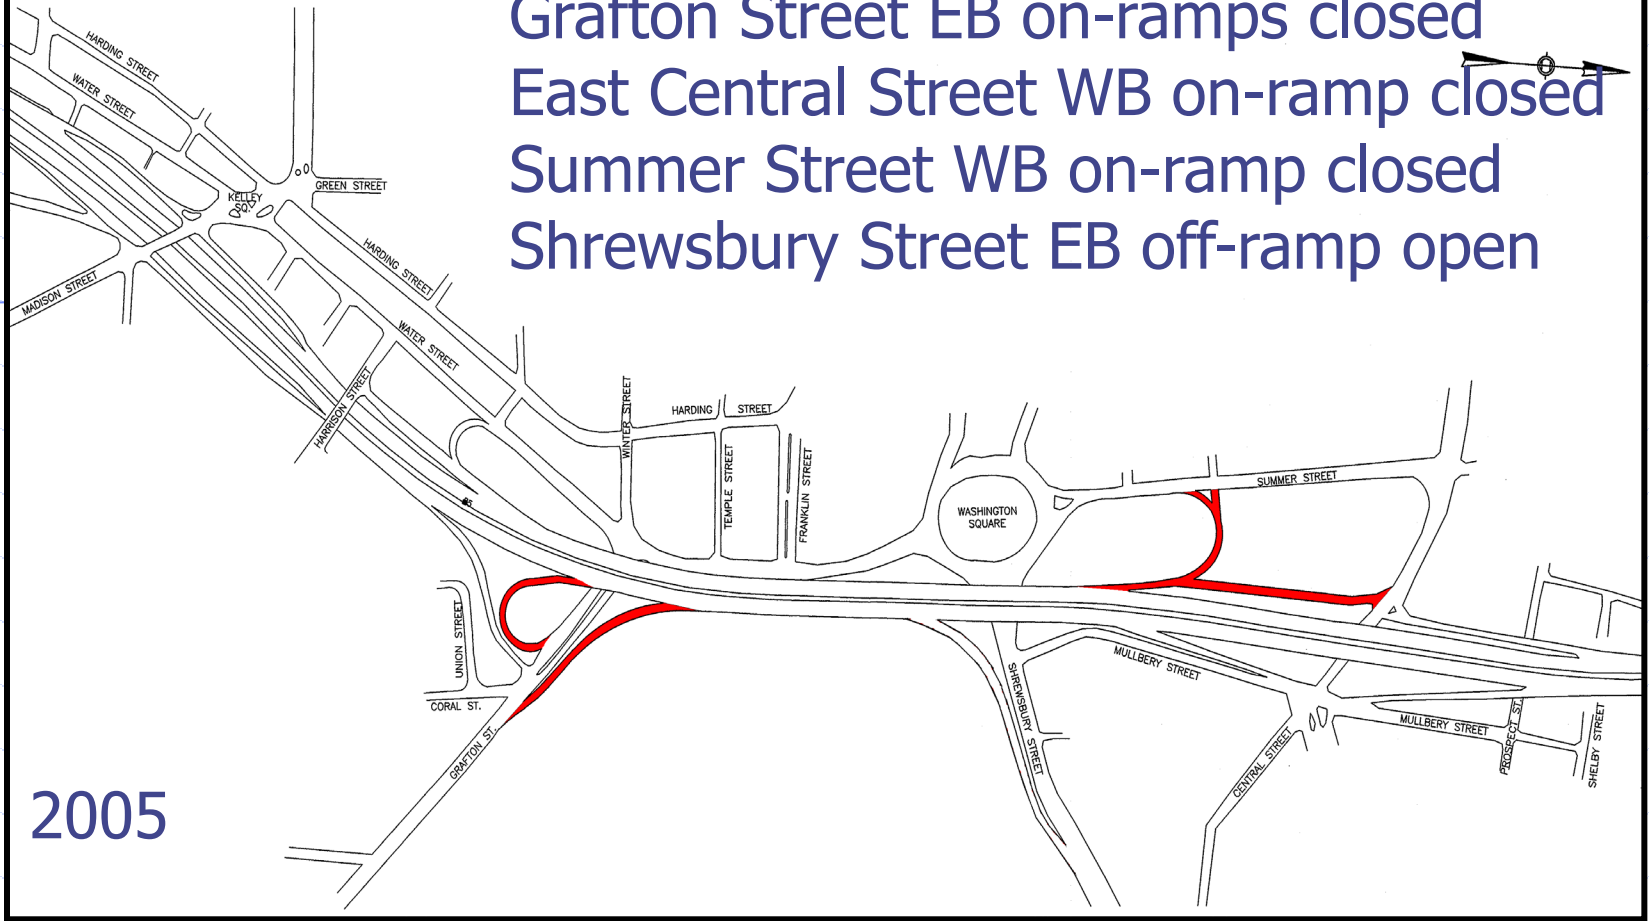 Grafton Street EB on-ramps closed
East Central Street WB on-ramp closed
Summer Street WB on-ramp closed
Shrewsbury Street EB off-ramp open
HARDING STREET
WATER STREET
GREEN STREET
KELLEY
SQ.
HARDING STREET
MADISON STREET
WATER STREET
HARRISON STREET
WINTER STREET
HARDING STREET
TEMPLE STREET
FRANKLIN STREET
WASHINGTON
SQUARE
SUMMER STREET
UNION STREET
CORAL ST.
GRAFTON ST.
SHREWSBURY STREET
MULLBERY STREET
CENTRAL STREET
MULLBERY STREET
PROSPECT ST.
SHELBY STREET
2005